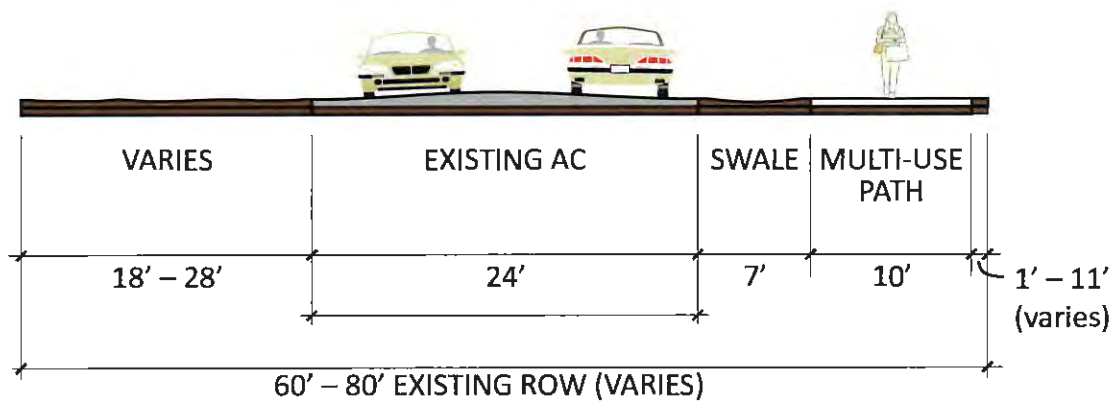 VARIES
EXISTING AC
SWALE
MULTI-USE
PATH
18' – 28'
24'
7'
10'
1' – 11'
(varies)
60' – 80' EXISTING ROW (VARIES)